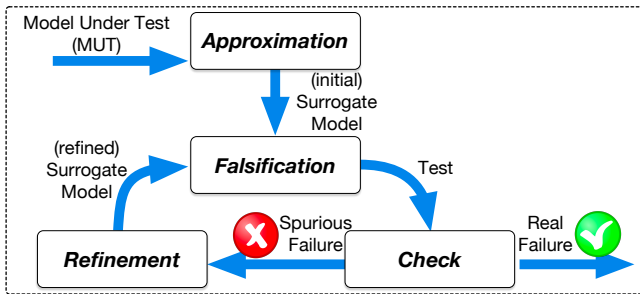 Model Under Test
(MUT)
Approximation
(initial)
Surrogate
Model
Falsification
(refined)
Surrogate
Model
Test
Spurious
Failure
Real
Failure
Refinement
Check